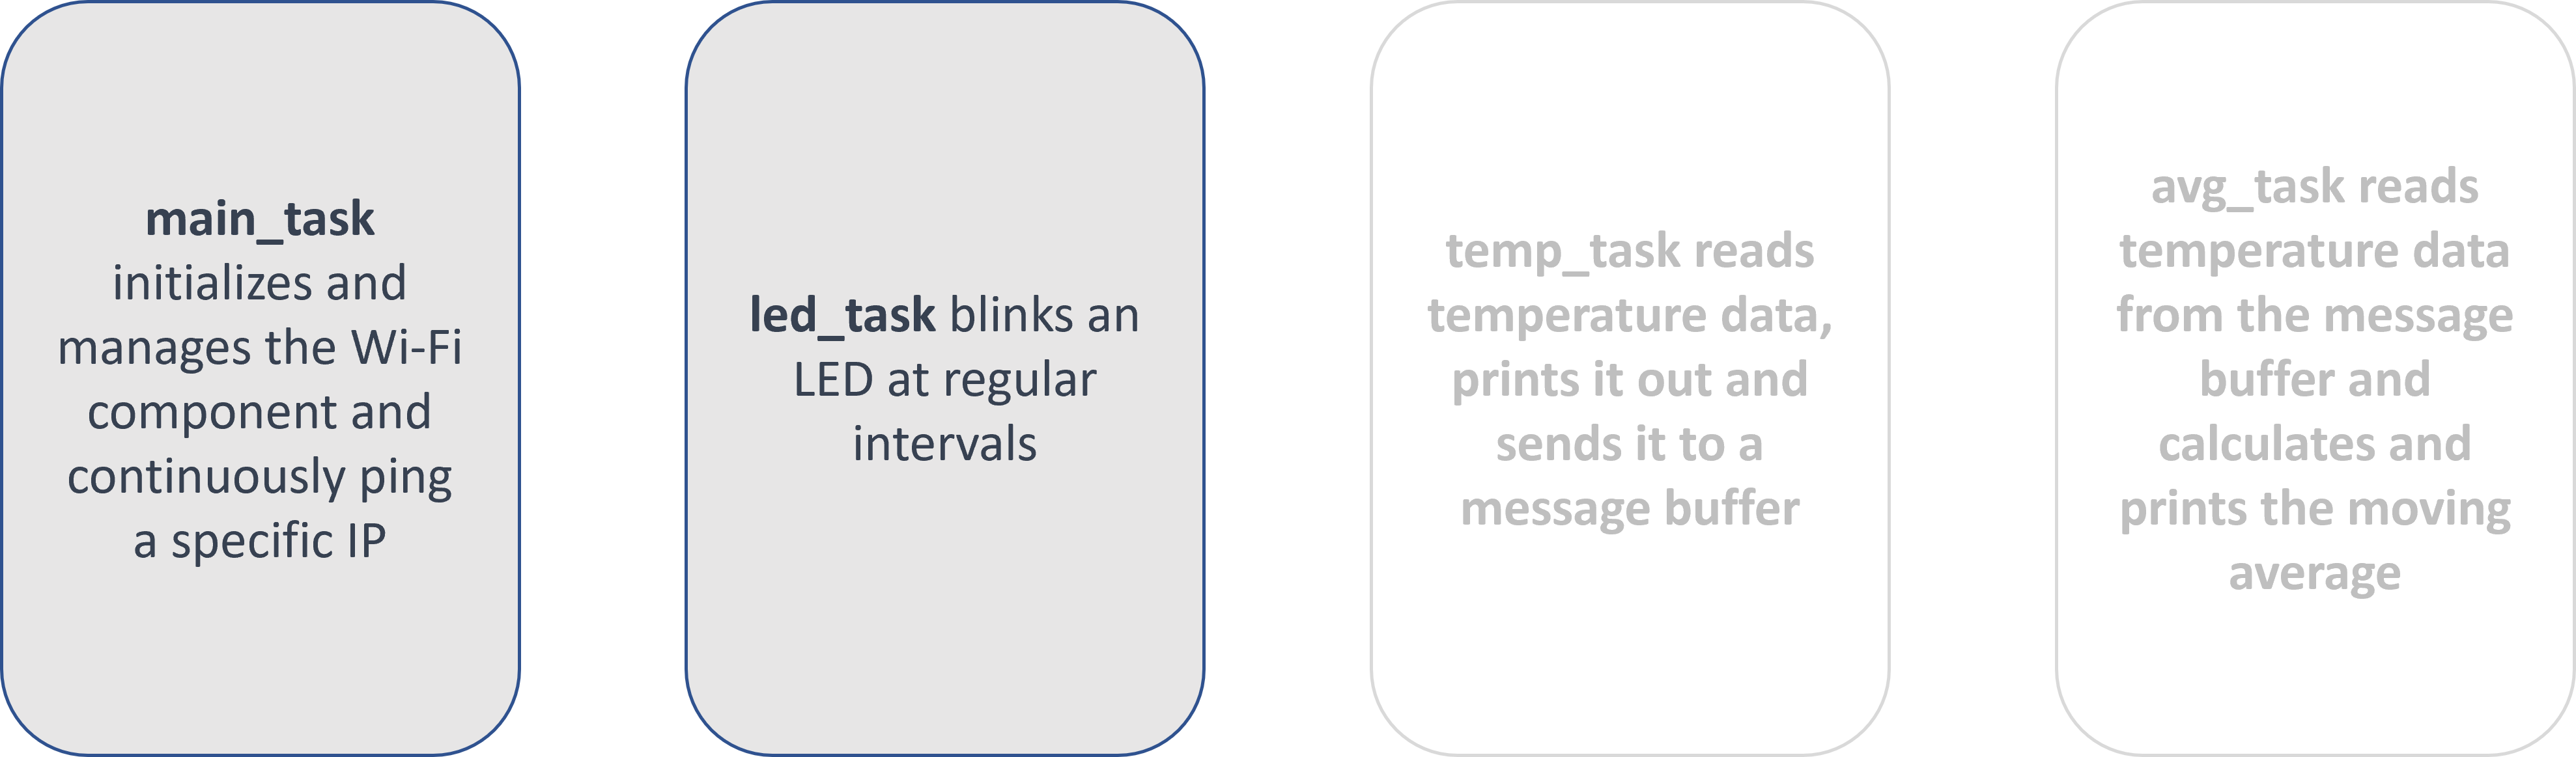 main_task
initializes and
manages the Wi-Fi
component and
continuously ping
a specific IP
led_task blinks an
LED at regular
intervals
temp_task reads
temperature data,
prints it out and
sends it to a
message buffer
avg_task reads
temperature data
from the message
buffer and
calculates and
prints the moving
average